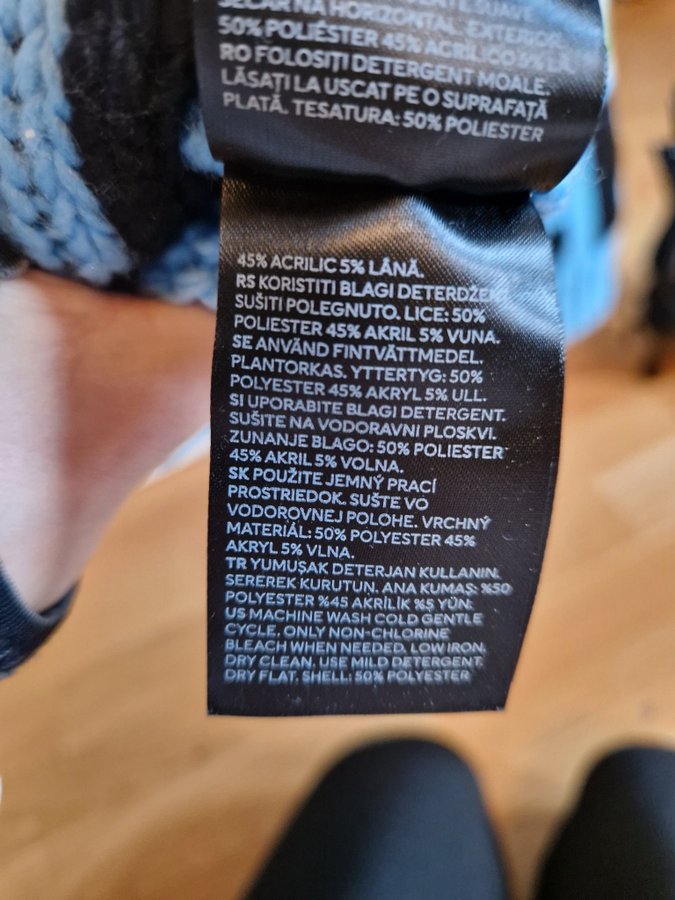 SECAR NA HORIZONTAL. EXTERIOR:
50% POLIÉSTER 45% ACRÍLICO 5% LÃ.
RO FOLOSIȚI DETERGENT MOALE.
LĂSAȚI LA USCAT PE O SUPRAFAȚĂ
PLATĂ. TESATURA: 50% POLIESTER
45% ACRILIC 5% LÂNĂ.
RS KORISTITI BLAGI DETERDŽENT.
SUŠITI POLEGNUTO. LICE: 50%
POLIESTER 45% AKRIL 5% VUNA.
SE ANVÄND FINTVÄTTMEDEL.
PLANTORKAS. YTTERTYG: 50%
POLYESTER 45% AKRYL 5% ULL.
SI UPORABITE BLAGI DETERGENT.
SUŠITE NA VODORAVNI PLOSKVI.
ZUNANJE BLAGO: 50% POLIESTER
45% AKRIL 5% VOLNA.
SK POUŽITE JEMNÝ PRACÍ
PROSTRIEDOK. SUŠTE VO
VODOROVNEJ POLOHE. VRCHNÝ
MATERIÁL: 50% POLYESTER 45%
AKRYL 5% VLNA.
TR YUMUŞAK DETERJAN KULLANIN.
SEREREK KURUTUN. ANA KUMAŞ: %50
POLYESTER %45 AKRİLİK %5 YÜN.
US MACHINE WASH COLD GENTLE
CYCLE. ONLY NON-CHLORINE
BLEACH WHEN NEEDED. LOW IRON.
DRY CLEAN. USE MILD DETERGENT.
DRY FLAT. SHELL: 50% POLYESTER